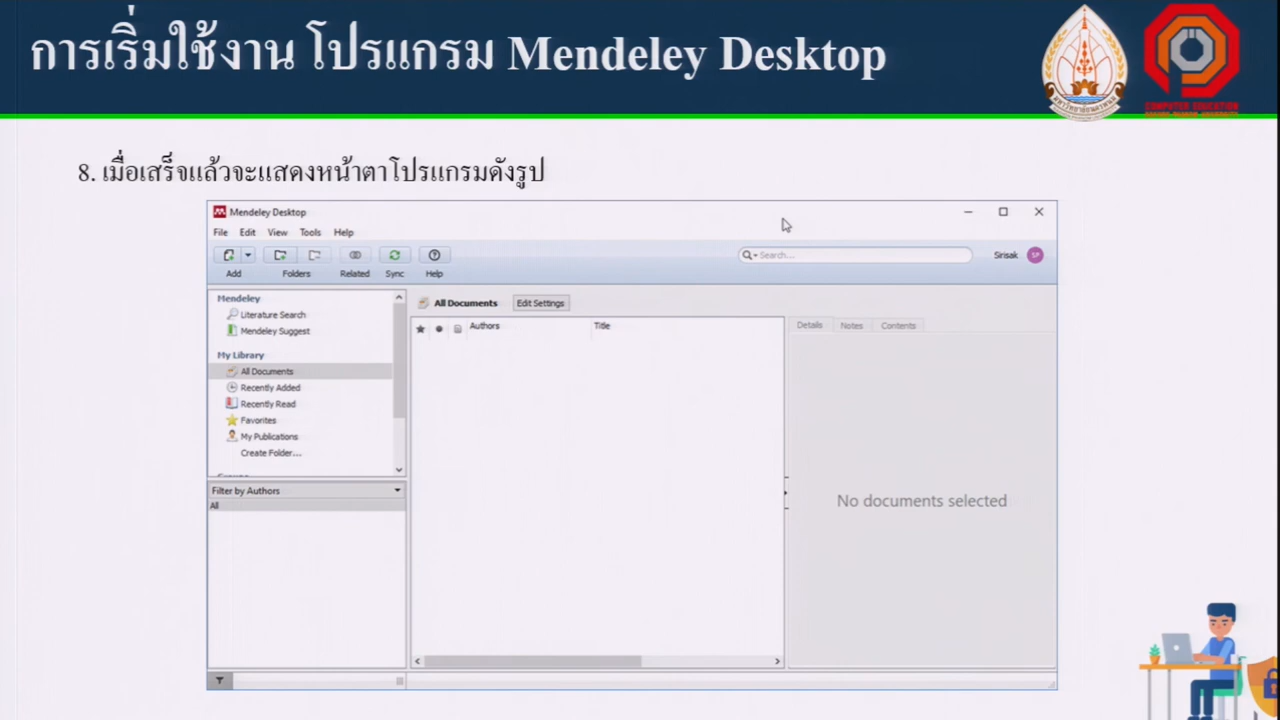 การเริ่มใช้งาน โปรแกรม Mendeley Desktop
COMPUTER EDUCATION
8. เมื่อเสร็จแล้วจะแสดงหน้าตาโปรแกรมดังรูป
Mendeley Desktop
File Edit View Tools Help
Search...
Sirisak SP
Add Folders Related Sync Help
Mendeley
Literature Search
Mendeley Suggest
My Library
All Documents
Recently Added
Recently Read
Favorites
My Publications
Create Folder...
Filter by Authors
All
All Documents Edit Settings
Authors Title
Details Notes Contents
No documents selected